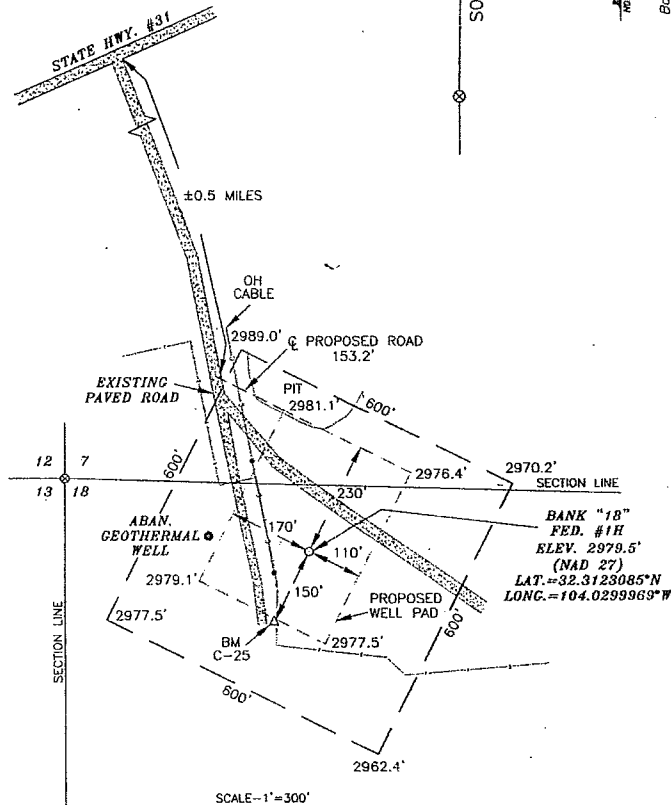 STATE HWY. #31
SO
±0.5 MILES
OH
CABLE
2989.0'
℄ PROPOSED ROAD
153.2'
EXISTING
PAVED ROAD
PIT
2981.1'
600'
2976.4'
2970.2'
SECTION LINE
12 7
13 18
600'
230'
ABAN.
GEOTHERMAL
WELL
170'
110'
150'
BANK "18"
FED. #1H
ELEV. 2979.5'
(NAD 27)
LAT.=32.3123085°N
LONG.=104.0299969°W
2979.1'
PROPOSED
WELL PAD
2977.5'
BM
C-25
2977.5'
600'
SECTION LINE
600'
2962.4'
SCALE--1"=300'